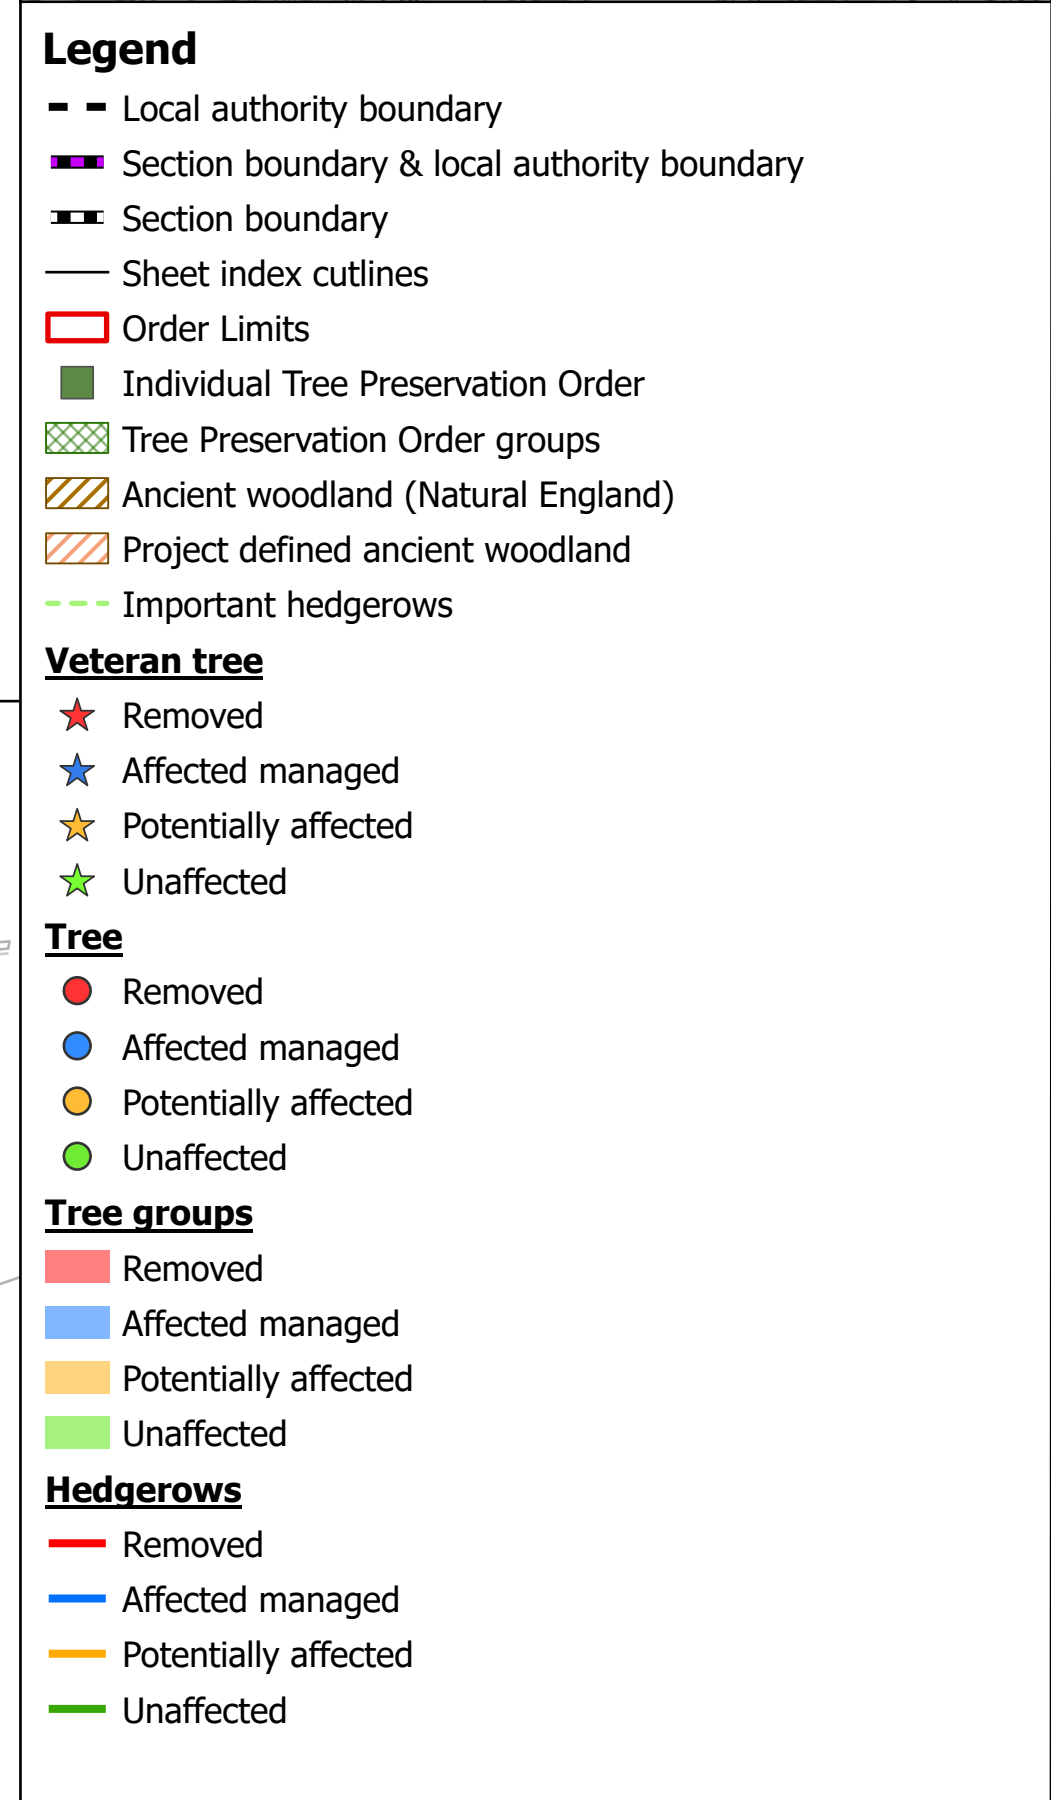 Legend
Local authority boundary
Section boundary & local authority boundary
Section boundary
Sheet index cutlines
Order Limits
Individual Tree Preservation Order
Tree Preservation Order groups
Ancient woodland (Natural England)
Project defined ancient woodland
Important hedgerows
Veteran tree
Removed
Affected managed
Potentially affected
Unaffected
Tree
Removed
Affected managed
Potentially affected
Unaffected
Tree groups
Removed
Affected managed
Potentially affected
Unaffected
Hedgerows
Removed
Affected managed
Potentially affected
Unaffected